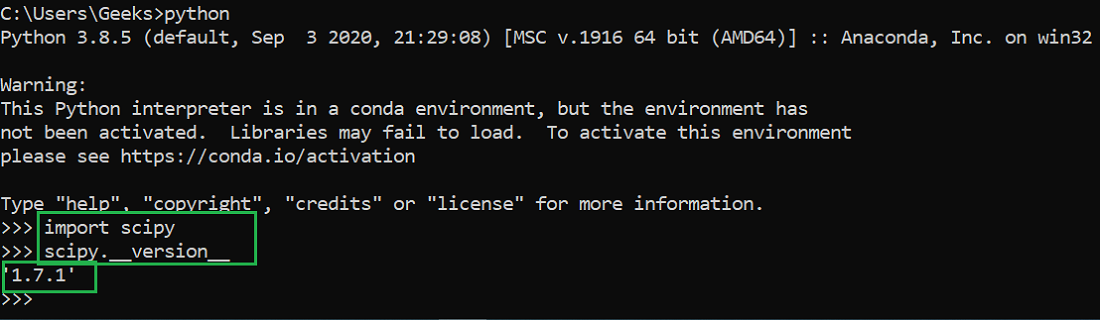 C:\Users\Geeks>python
Python 3.8.5 (default, Sep  3 2020, 21:29:08) [MSC v.1916 64 bit (AMD64)] :: Anaconda, Inc. on win32
Warning:
This Python interpreter is in a conda environment, but the environment has
not been activated.  Libraries may fail to load.  To activate this environment
please see https://conda.io/activation
Type "help", "copyright", "credits" or "license" for more information.
>>> import scipy
>>> scipy.__version__
'1.7.1'
>>>